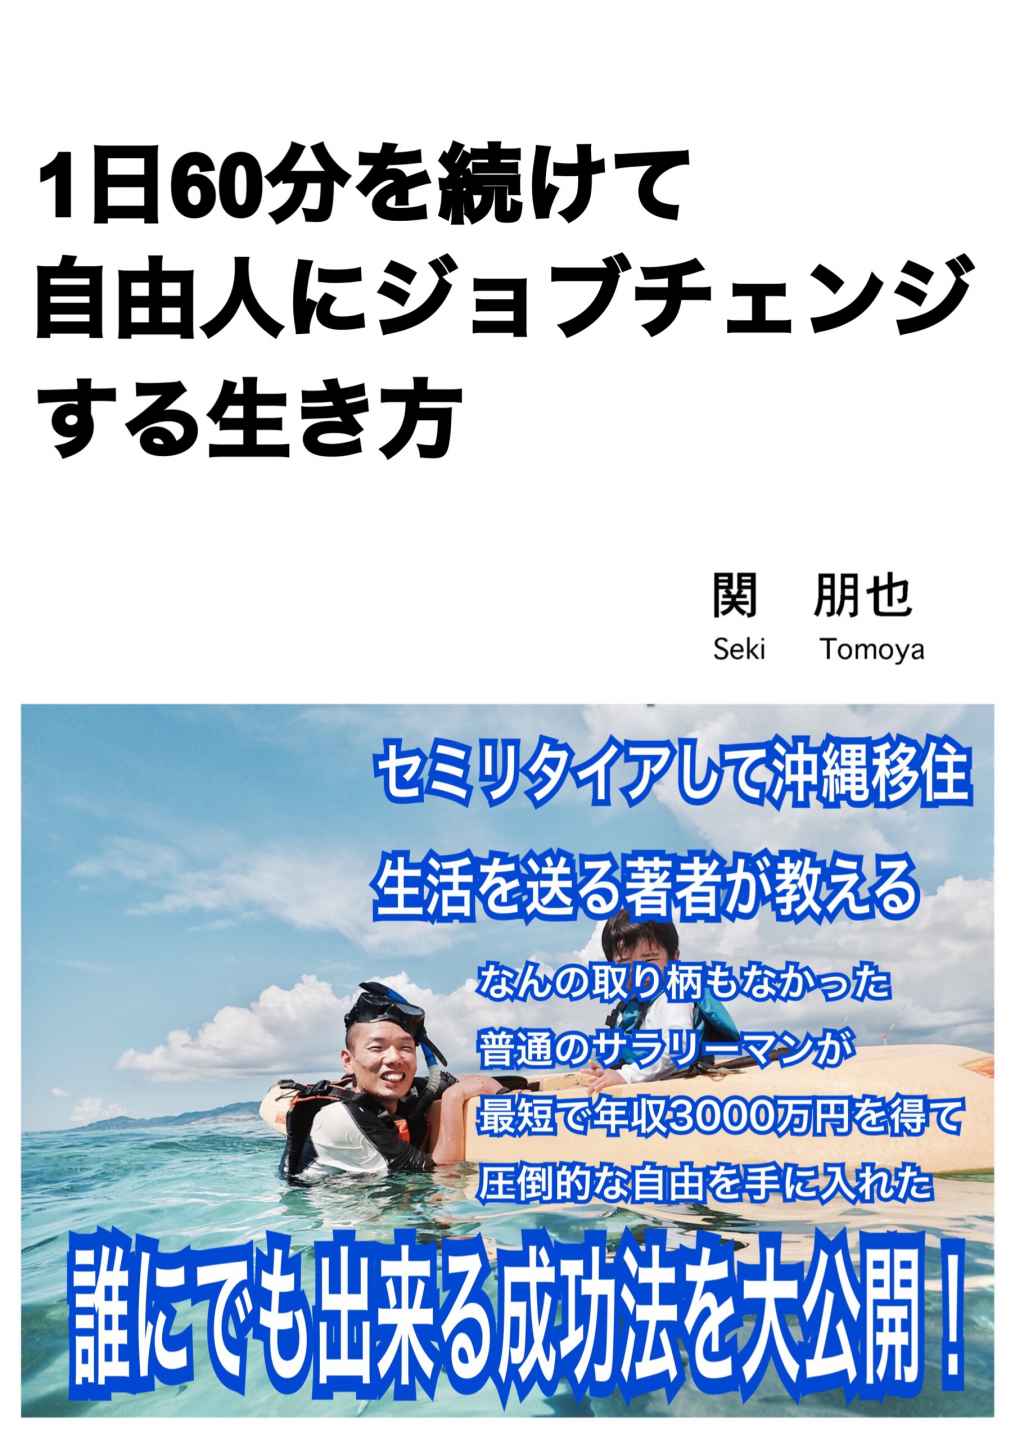 1日60分を続けて
自由人にジョブチェンジ
する生き方
関 朋也
Seki Tomoya
セミリタイアして沖縄移住
生活を送る著者が教える
なんの取り柄もなかった
普通のサラリーマンが
最短で年収3000万円を得て
圧倒的な自由を手に入れた
誰にでも出来る成功法を大公開！